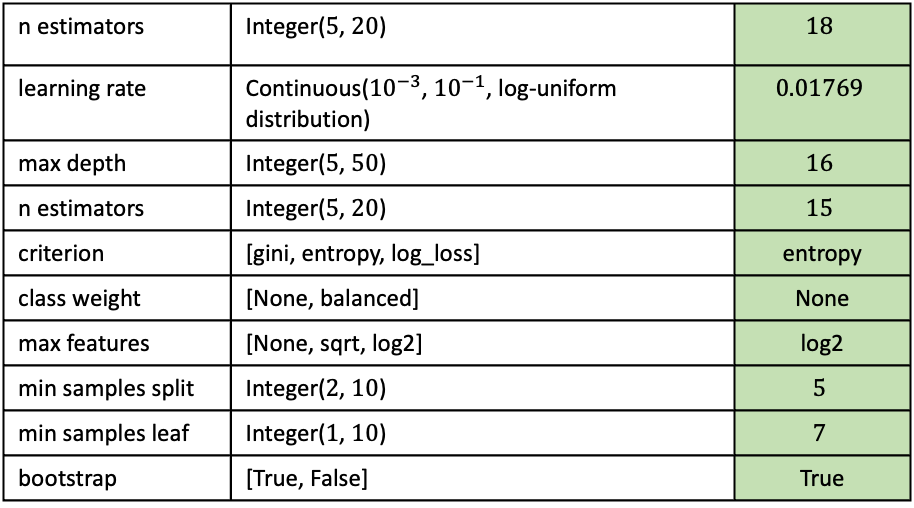 n estimators Integer(5, 20) 18
learning rate Continuous(10⁻³, 10⁻¹, log-uniform 0.01769
distribution)
max depth Integer(5, 50) 16
n estimators Integer(5, 20) 15
criterion [gini, entropy, log_loss] entropy
class weight [None, balanced] None
max features [None, sqrt, log2] log2
min samples split Integer(2, 10) 5
min samples leaf Integer(1, 10) 7
bootstrap [True, False] True